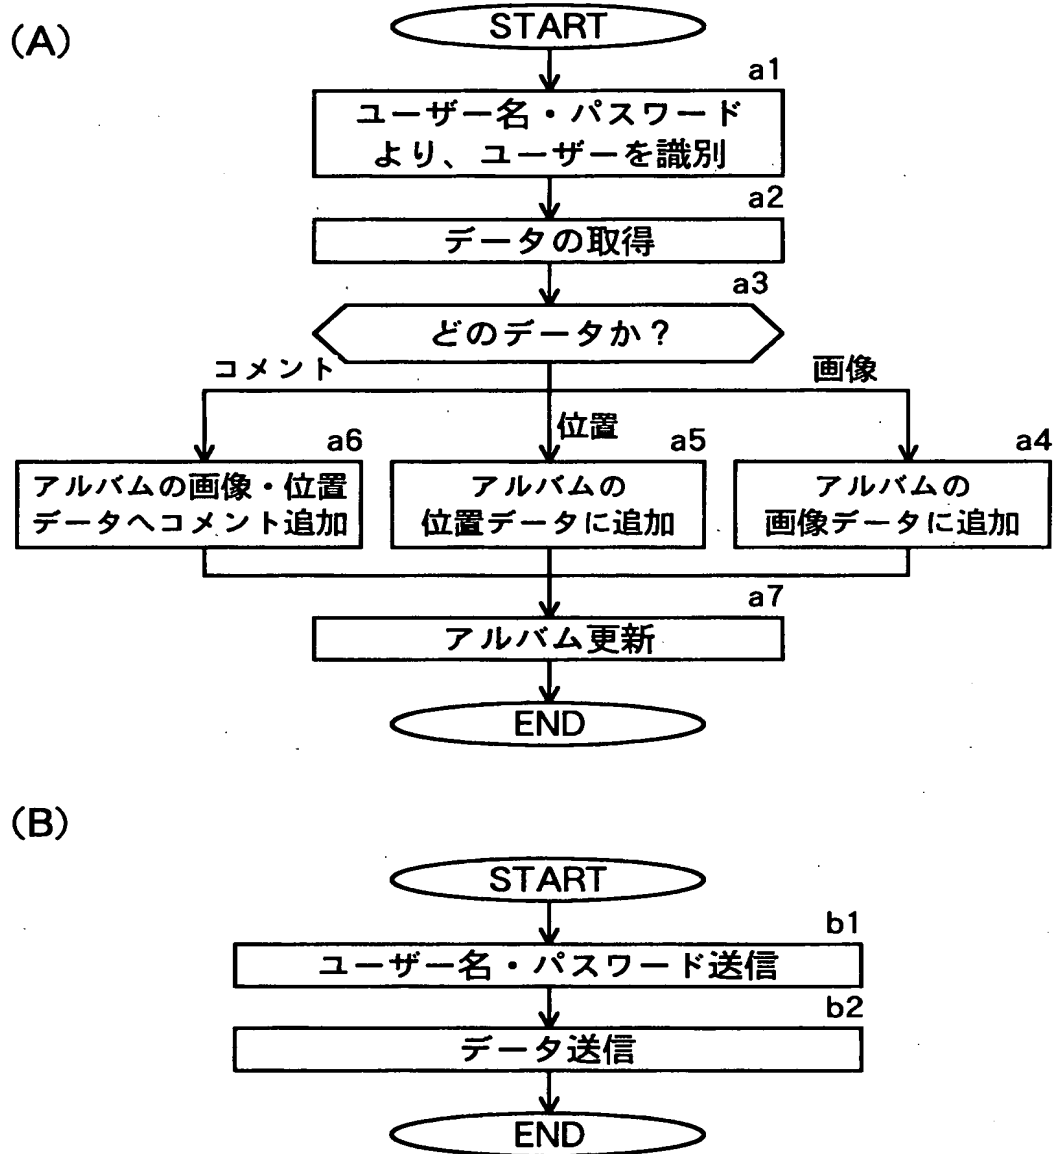 (A)
START
a1
ユーザー名・パスワード
より、ユーザーを識別
a2
データの取得
a3
どのデータか?
コメント
位置
画像
a6
アルバムの画像・位置
データへコメント追加
a5
アルバムの
位置データに追加
a4
アルバムの
画像データに追加
a7
アルバム更新
END
(B)
START
b1
ユーザー名・パスワード送信
b2
データ送信
END